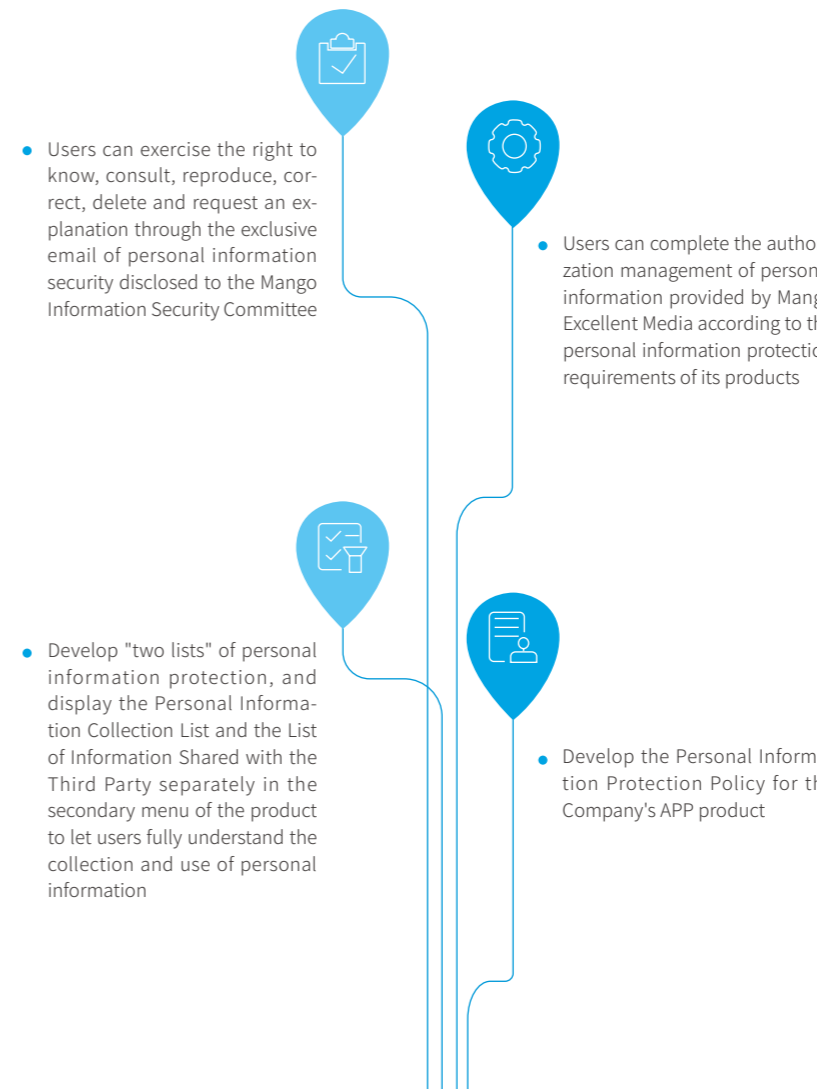 Users can exercise the right to
know, consult, reproduce, cor-
rect, delete and request an ex-
planation through the exclusive
email of personal information
security disclosed to the Mango
Information Security Committee
Users can complete the autho
zation management of person
information provided by Mang
Excellent Media according to th
personal information protectio
requirements of its products
Develop "two lists" of personal
information protection, and
display the Personal Informa-
tion Collection List and the List
of Information Shared with the
Third Party separately in the
secondary menu of the product
to let users fully understand the
collection and use of personal
information
Develop the Personal Inform
tion Protection Policy for th
Company's APP product